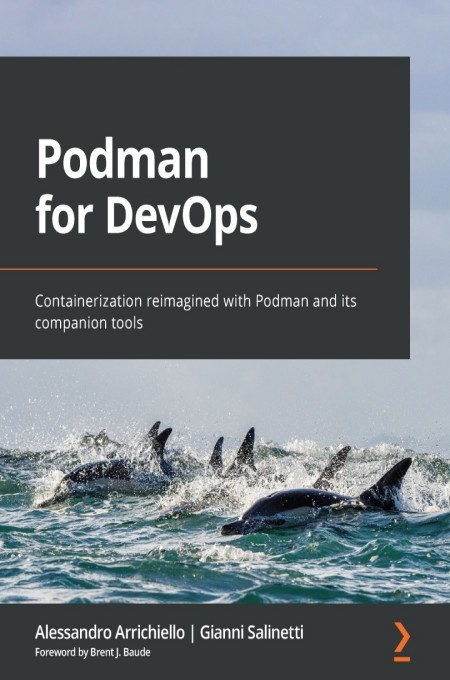 Podman
for DevOps
Containerization reimagined with Podman and its
companion tools
Alessandro Arrichiello | Gianni Salinetti
Foreword by Brent J. Baude